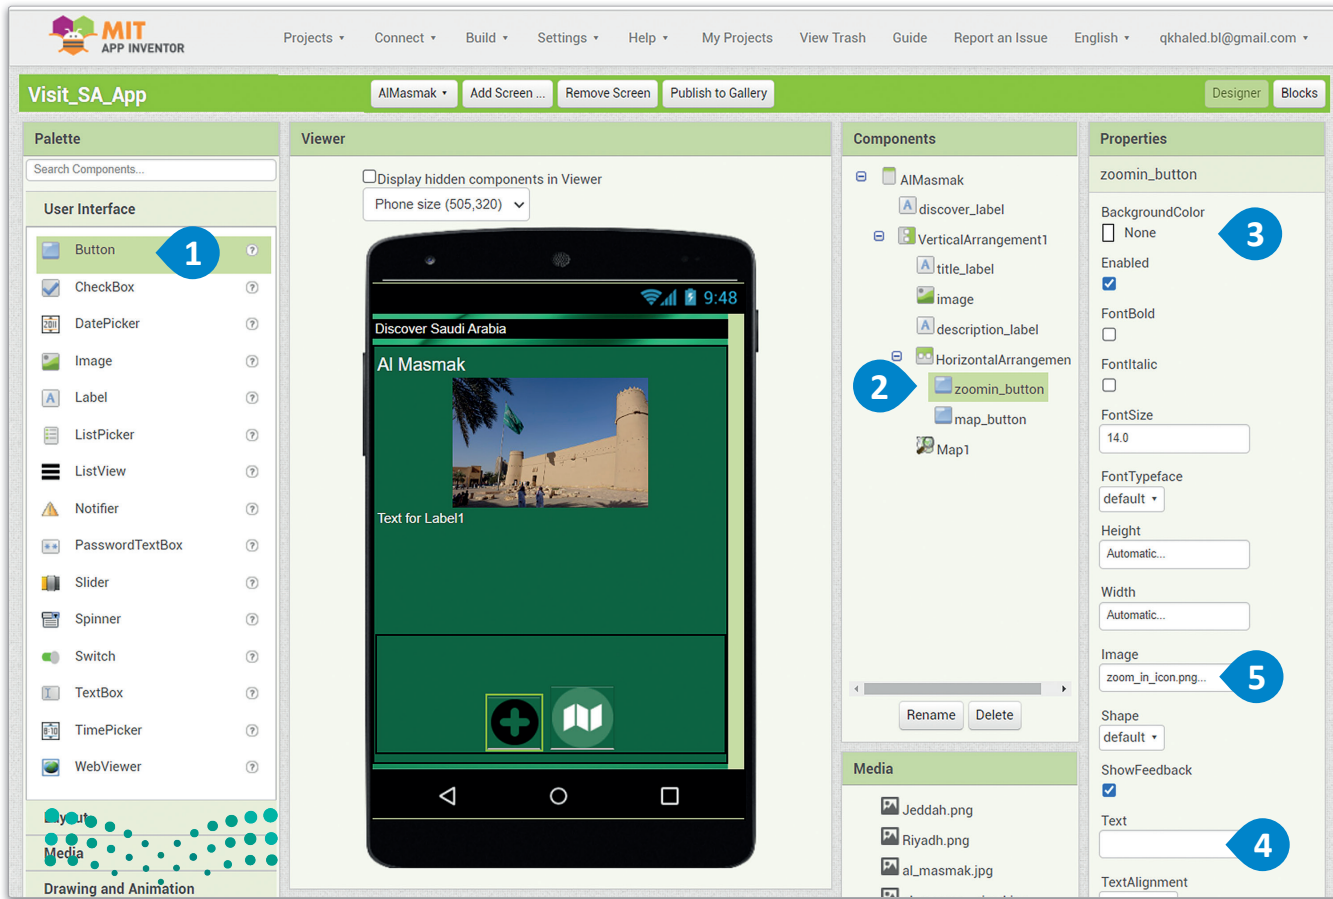 MIT
APP INVENTOR
Projects Connect Build Settings Help My Projects View Trash Guide Report an Issue English qkhaled.bl@gmail.com
Visit_SA_App
AlMasmak Add Screen ... Remove Screen Publish to Gallery
Designer Blocks
Palette
Search Components...
User Interface
Button ?
1
CheckBox ?
DatePicker ?
Image ?
Label ?
ListPicker ?
ListView ?
Notifier ?
PasswordTextBox ?
Slider ?
Spinner ?
Switch ?
TextBox ?
TimePicker ?
WebViewer ?
Layout
Media
Drawing and Animation
Viewer
Display hidden components in Viewer
Phone size (505,320)
9:48
Discover Saudi Arabia
Al Masmak
Text for Label1
Components
AlMasmak
discover_label
VerticalArrangement1
title_label
image
description_label
HorizontalArrangemen
2
zoomin_button
map_button
Map1
Rename Delete
Media
Jeddah.png
Riyadh.png
al_masmak.jpg
Properties
zoomin_button
BackgroundColor
None
3
Enabled
FontBold
FontItalic
FontSize
14.0
FontTypeface
default
Height
Automatic...
Width
Automatic...
Image
zoom_in_icon.png...
5
Shape
default
ShowFeedback
Text
4
TextAlignment